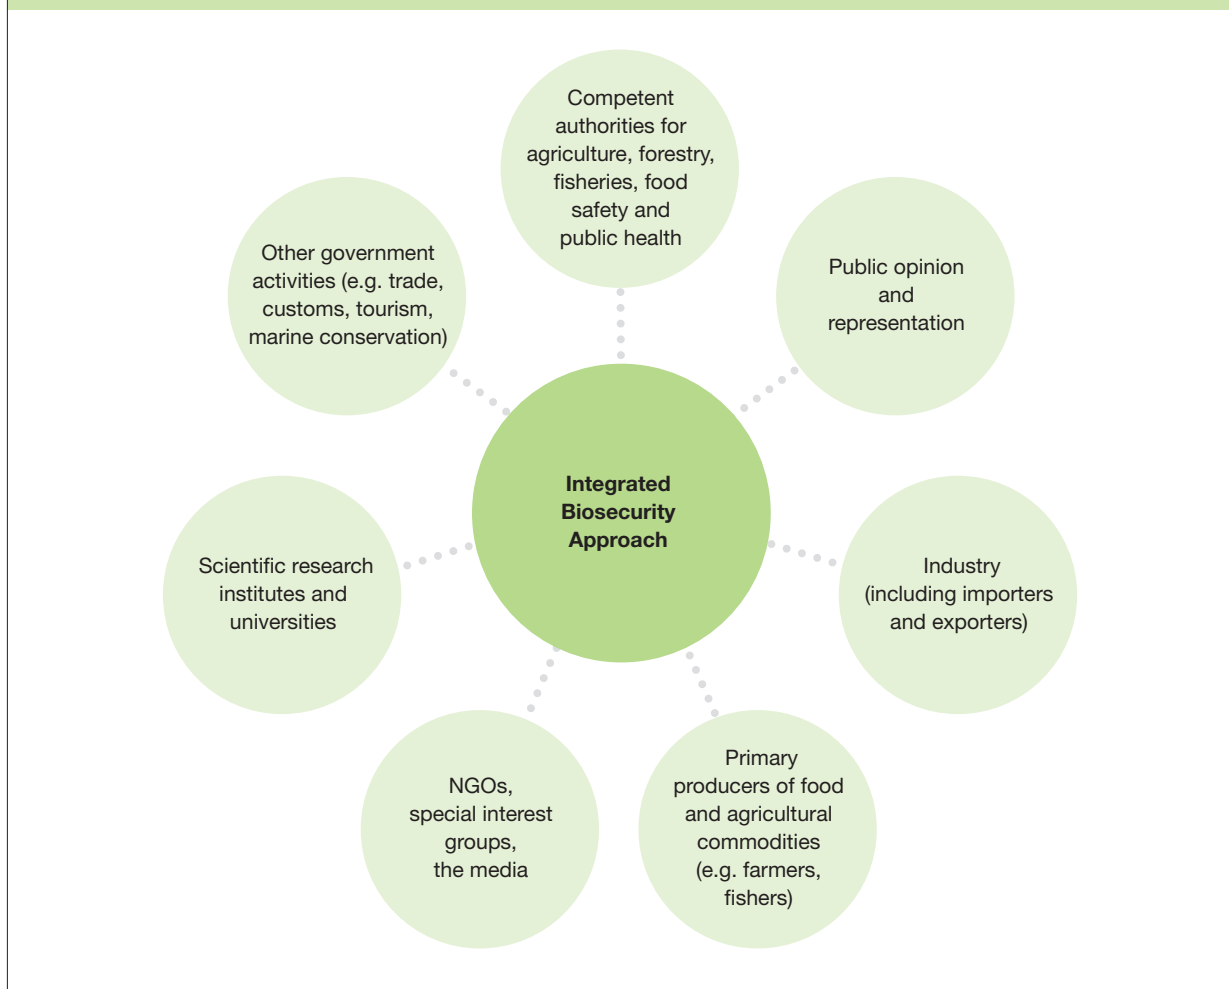 Competent
authorities for
agriculture, forestry,
fisheries, food
safety and
public health
Other government
activities (e.g. trade,
customs, tourism,
marine conservation)
Public opinion
and
representation
Integrated
Biosecurity
Approach
Scientific research
institutes and
universities
Industry
(including importers
and exporters)
NGOs,
special interest
groups,
the media
Primary
producers of food
and agricultural
commodities
(e.g. farmers,
fishers)